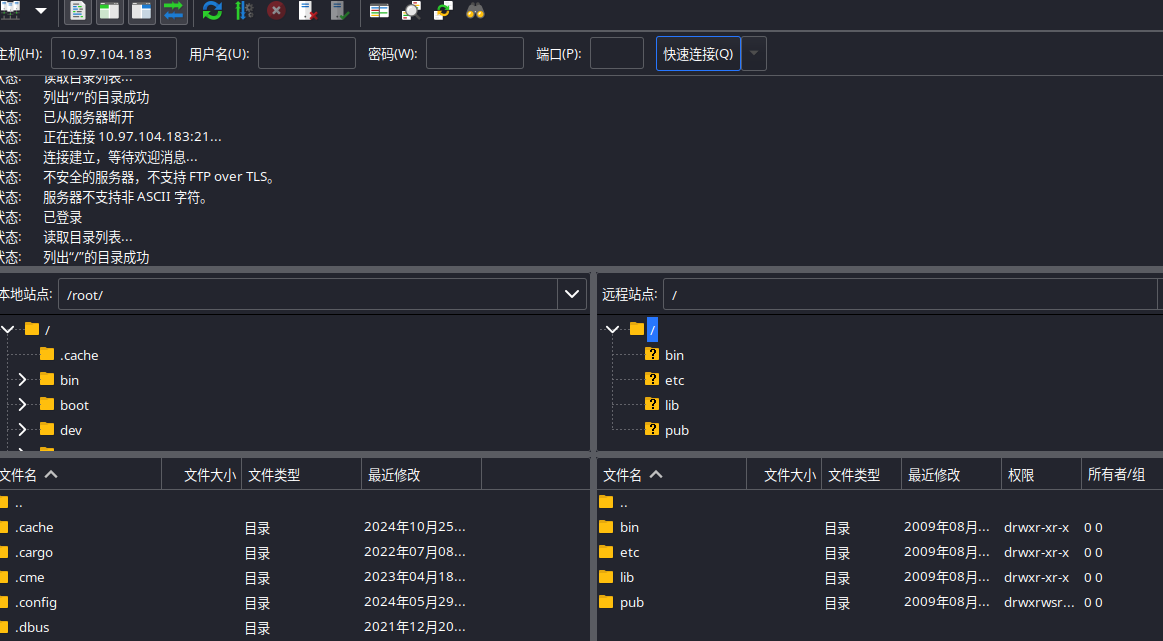 主机(H): 10.97.104.183 用户名(U): 密码(W): 端口(P): 快速连接(Q)
状态: 读取目录列表...
状态: 列出“/”的目录成功
状态: 已从服务器断开
状态: 正在连接 10.97.104.183:21...
状态: 连接建立，等待欢迎消息...
状态: 不安全的服务器，不支持 FTP over TLS。
状态: 服务器不支持非 ASCII 字符。
状态: 已登录
状态: 读取目录列表...
状态: 列出“/”的目录成功
本地站点: /root/
/
.cache
bin
boot
dev
远程站点: /
/
bin
etc
lib
pub
文件名 文件大小 文件类型 最近修改
..
.cache 目录 2024年10月25...
.cargo 目录 2022年07月08...
.cme 目录 2023年04月18...
.config 目录 2024年05月29...
.dbus 目录 2021年12月20...
文件名 文件大小 文件类型 最近修改 权限 所有者/组
..
bin 目录 2009年08月... drwxr-xr-x 0 0
etc 目录 2009年08月... drwxr-xr-x 0 0
lib 目录 2009年08月... drwxr-xr-x 0 0
pub 目录 2009年08月... drwxrwsr... 0 0